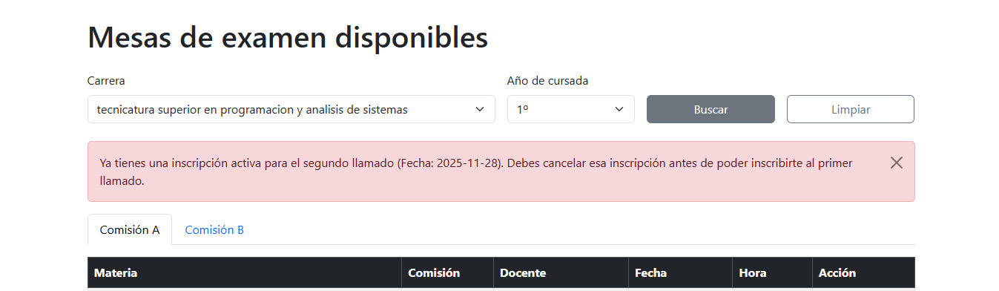 Mesas de examen disponibles
Carrera Año de cursada
tecnicatura superior en programacion y analisis de sistemas 1º Buscar Limpiar
Ya tienes una inscripción activa para el segundo llamado (Fecha: 2025-11-28). Debes cancelar esa inscripción antes de poder inscribirte al primer
llamado.
Comisión A Comisión B
Materia Comisión Docente Fecha Hora Acción